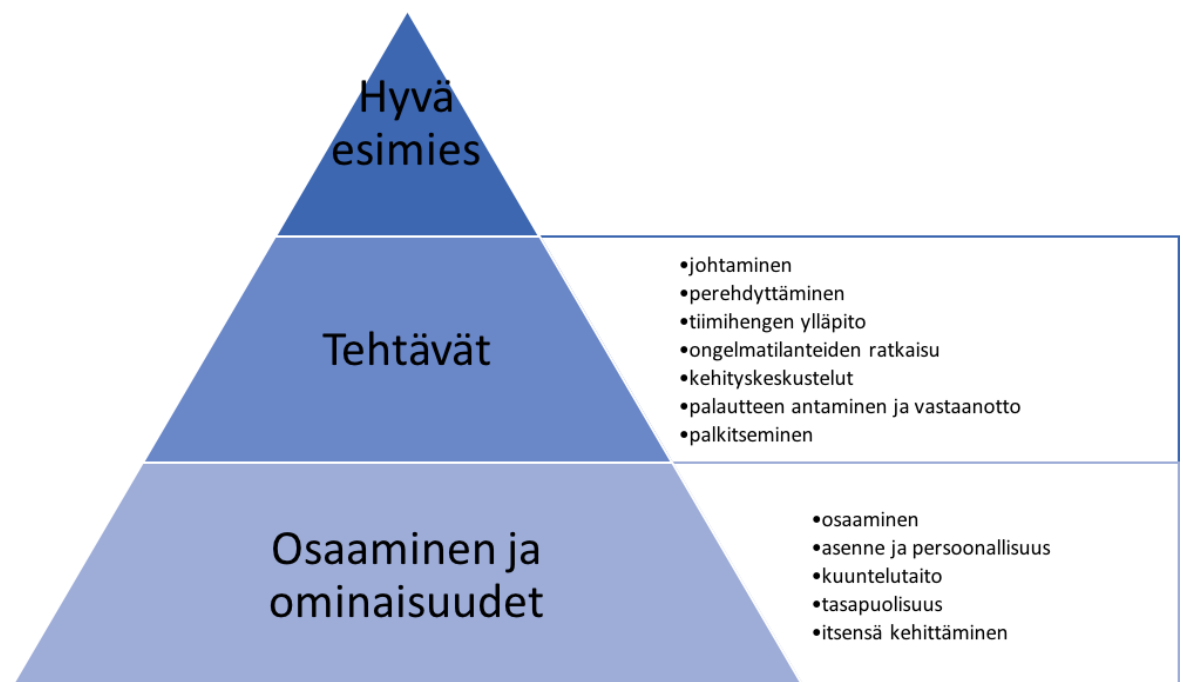 Hyvä
esimies
Tehtävät
•johtaminen
•perehdyttäminen
•tiimihengen ylläpito
•ongelmatilanteiden ratkaisu
•kehityskeskustelut
•palautteen antaminen ja vastaanotto
•palkitseminen
Osaaminen ja
ominaisuudet
•osaaminen
•asenne ja persoonallisuus
•kuuntelutaito
•tasapuolisuus
•itsensä kehittäminen